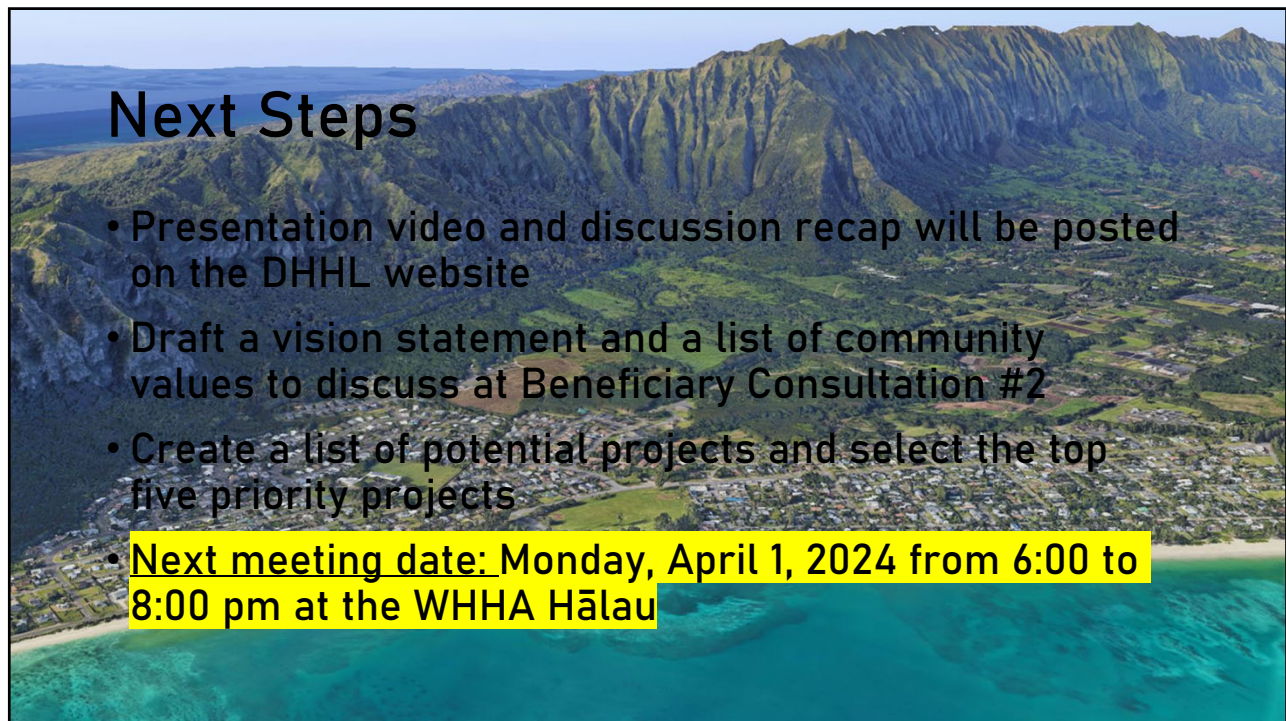 Next Steps
• Presentation video and discussion recap will be posted
on the DHHL website
• Draft a vision statement and a list of community
values to discuss at Beneficiary Consultation #2
• Create a list of potential projects and select the top
five priority projects
• Next meeting date: Monday, April 1, 2024 from 6:00 to
8:00 pm at the WHHA Hālau